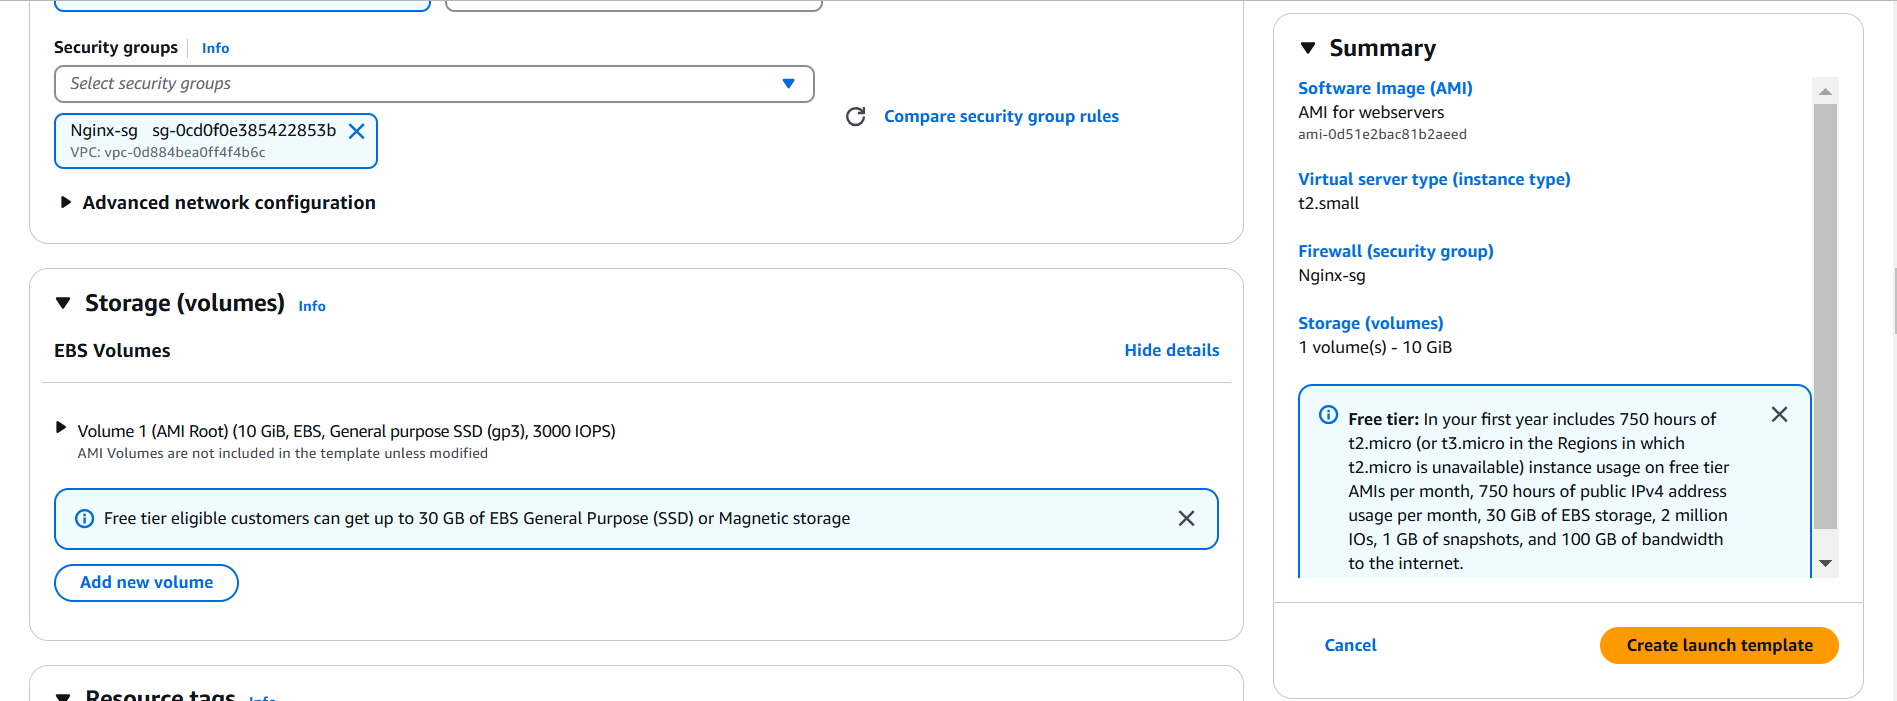 Security groups Info
Select security groups
Nginx-sg sg-0cd0f0e385422853b
VPC: vpc-0d884bea0ff4f4b6c
Compare security group rules
Advanced network configuration
Storage (volumes) Info
EBS Volumes
Hide details
Volume 1 (AMI Root) (10 GiB, EBS, General purpose SSD (gp3), 3000 IOPS)
AMI Volumes are not included in the template unless modified
Free tier eligible customers can get up to 30 GB of EBS General Purpose (SSD) or Magnetic storage
Add new volume
Resource tags Info
Summary
Software Image (AMI)
AMI for webservers
ami-0d51e2bac81b2aeed
Virtual server type (instance type)
t2.small
Firewall (security group)
Nginx-sg
Storage (volumes)
1 volume(s) - 10 GiB
Free tier: In your first year includes 750 hours of
t2.micro (or t3.micro in the Regions in which
t2.micro is unavailable) instance usage on free tier
AMIs per month, 750 hours of public IPv4 address
usage per month, 30 GiB of EBS storage, 2 million
IOs, 1 GB of snapshots, and 100 GB of bandwidth
to the internet.
Cancel
Create launch template